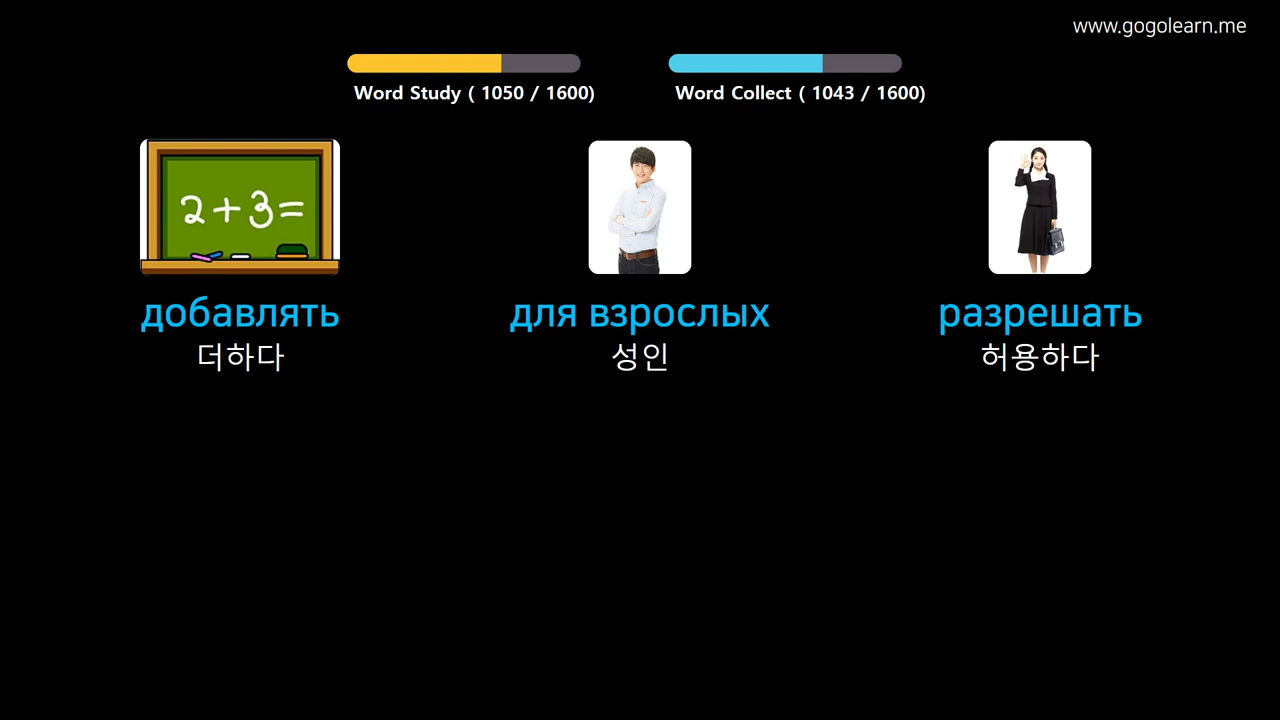 www.gogolearn.me
Word Study ( 1050 / 1600)
Word Collect ( 1043 / 1600)
2+3=
добавлять
더하다
для взрослых
성인
разрешать
허용하다